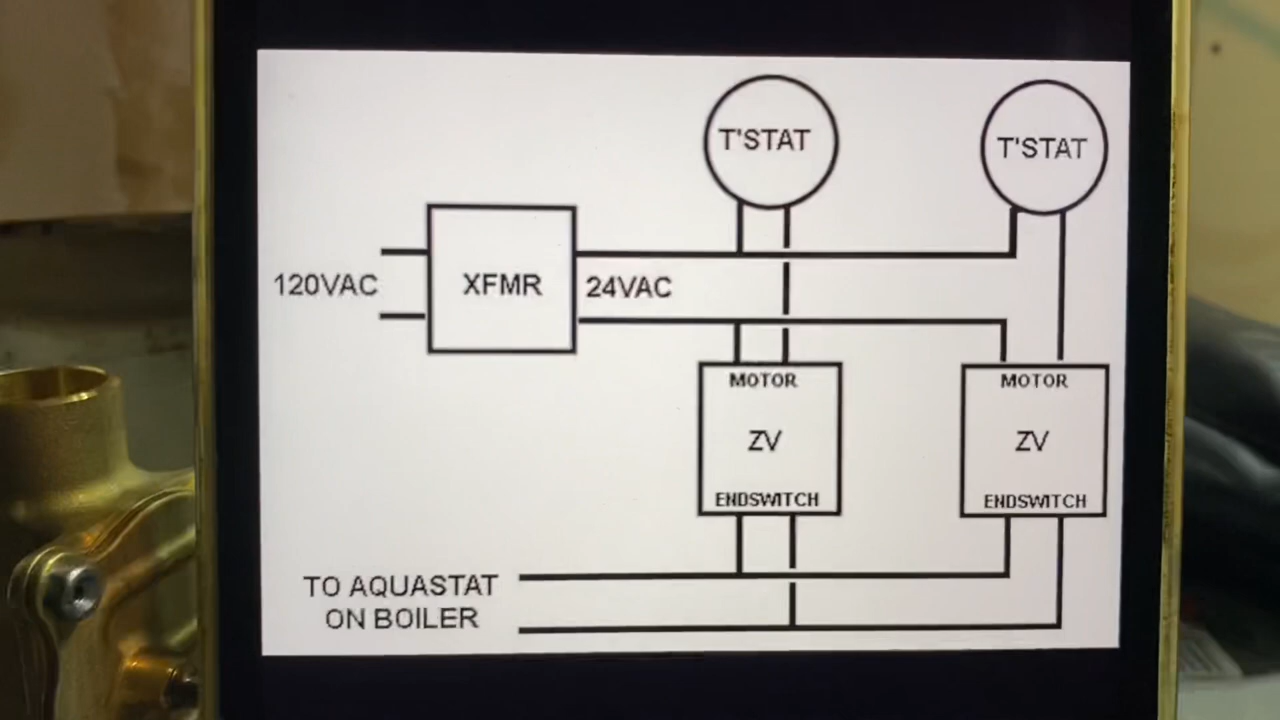 T'STAT
T'STAT
120VAC
XFMR
24VAC
MOTOR
MOTOR
ZV
ZV
ENDSWITCH
ENDSWITCH
TO AQUASTAT
ON BOILER